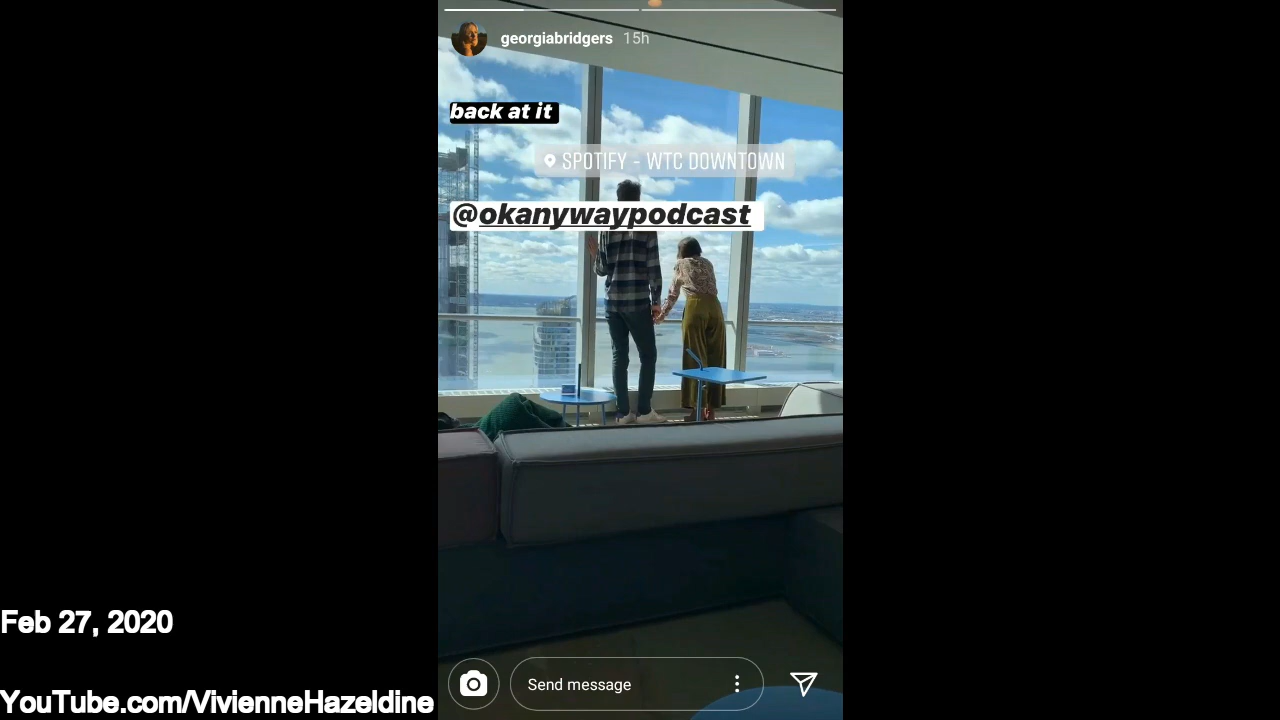 georgiabridgers 15h
back at it
SPOTIFY - WTC DOWNTOWN
@okanywaypodcast
Feb 27, 2020
Send message
YouTube.com/VivienneHazeldine